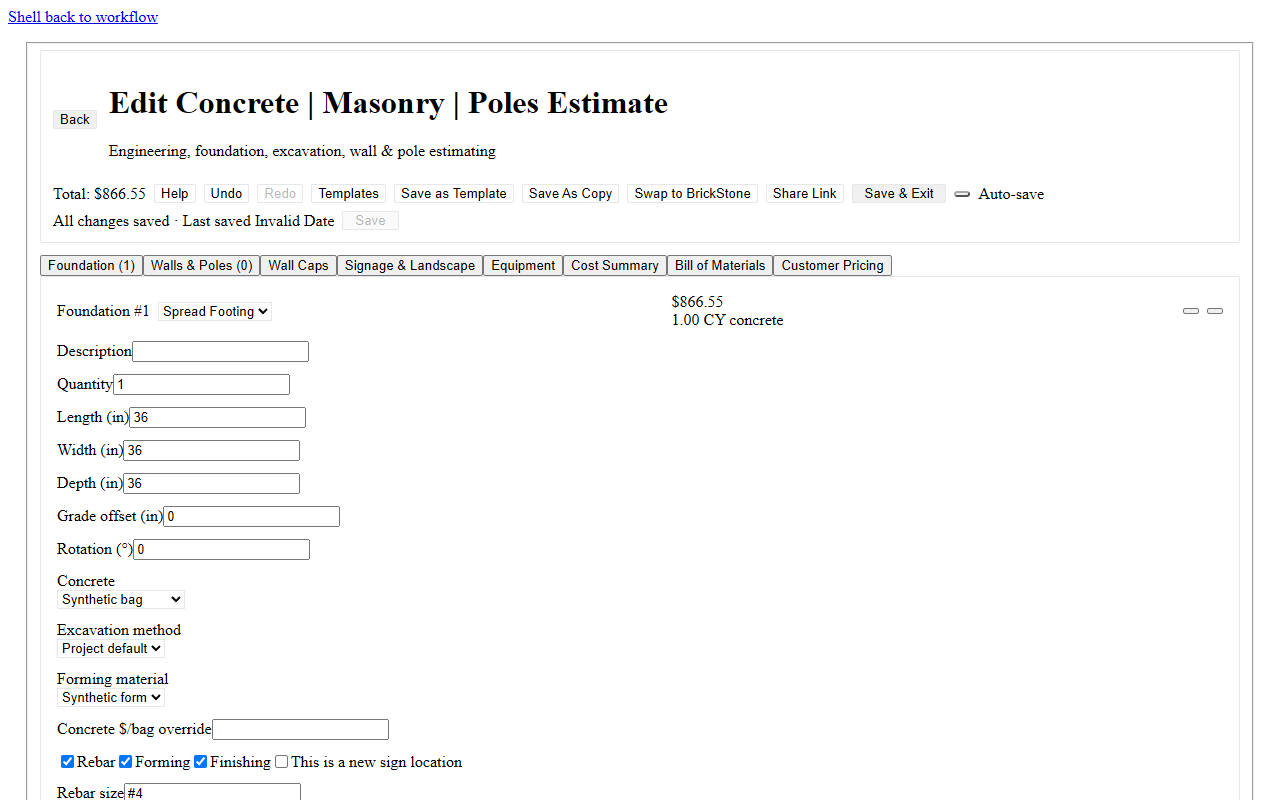 Shell back to workflow
Back
Edit Concrete | Masonry | Poles Estimate
Engineering, foundation, excavation, wall & pole estimating
Total: $866.55 Help Undo Redo Templates Save as Template Save As Copy Swap to BrickStone Share Link Save & Exit Auto-save
All changes saved · Last saved Invalid Date Save
Foundation (1) Walls & Poles (0) Wall Caps Signage & Landscape Equipment Cost Summary Bill of Materials Customer Pricing
Foundation #1 Spread Footing
$866.55
1.00 CY concrete
Description
Quantity 1
Length (in) 36
Width (in) 36
Depth (in) 36
Grade offset (in) 0
Rotation (°) 0
Concrete
Synthetic bag
Excavation method
Project default
Forming material
Synthetic form
Concrete $/bag override
Rebar Forming Finishing This is a new sign location
Rebar size #4